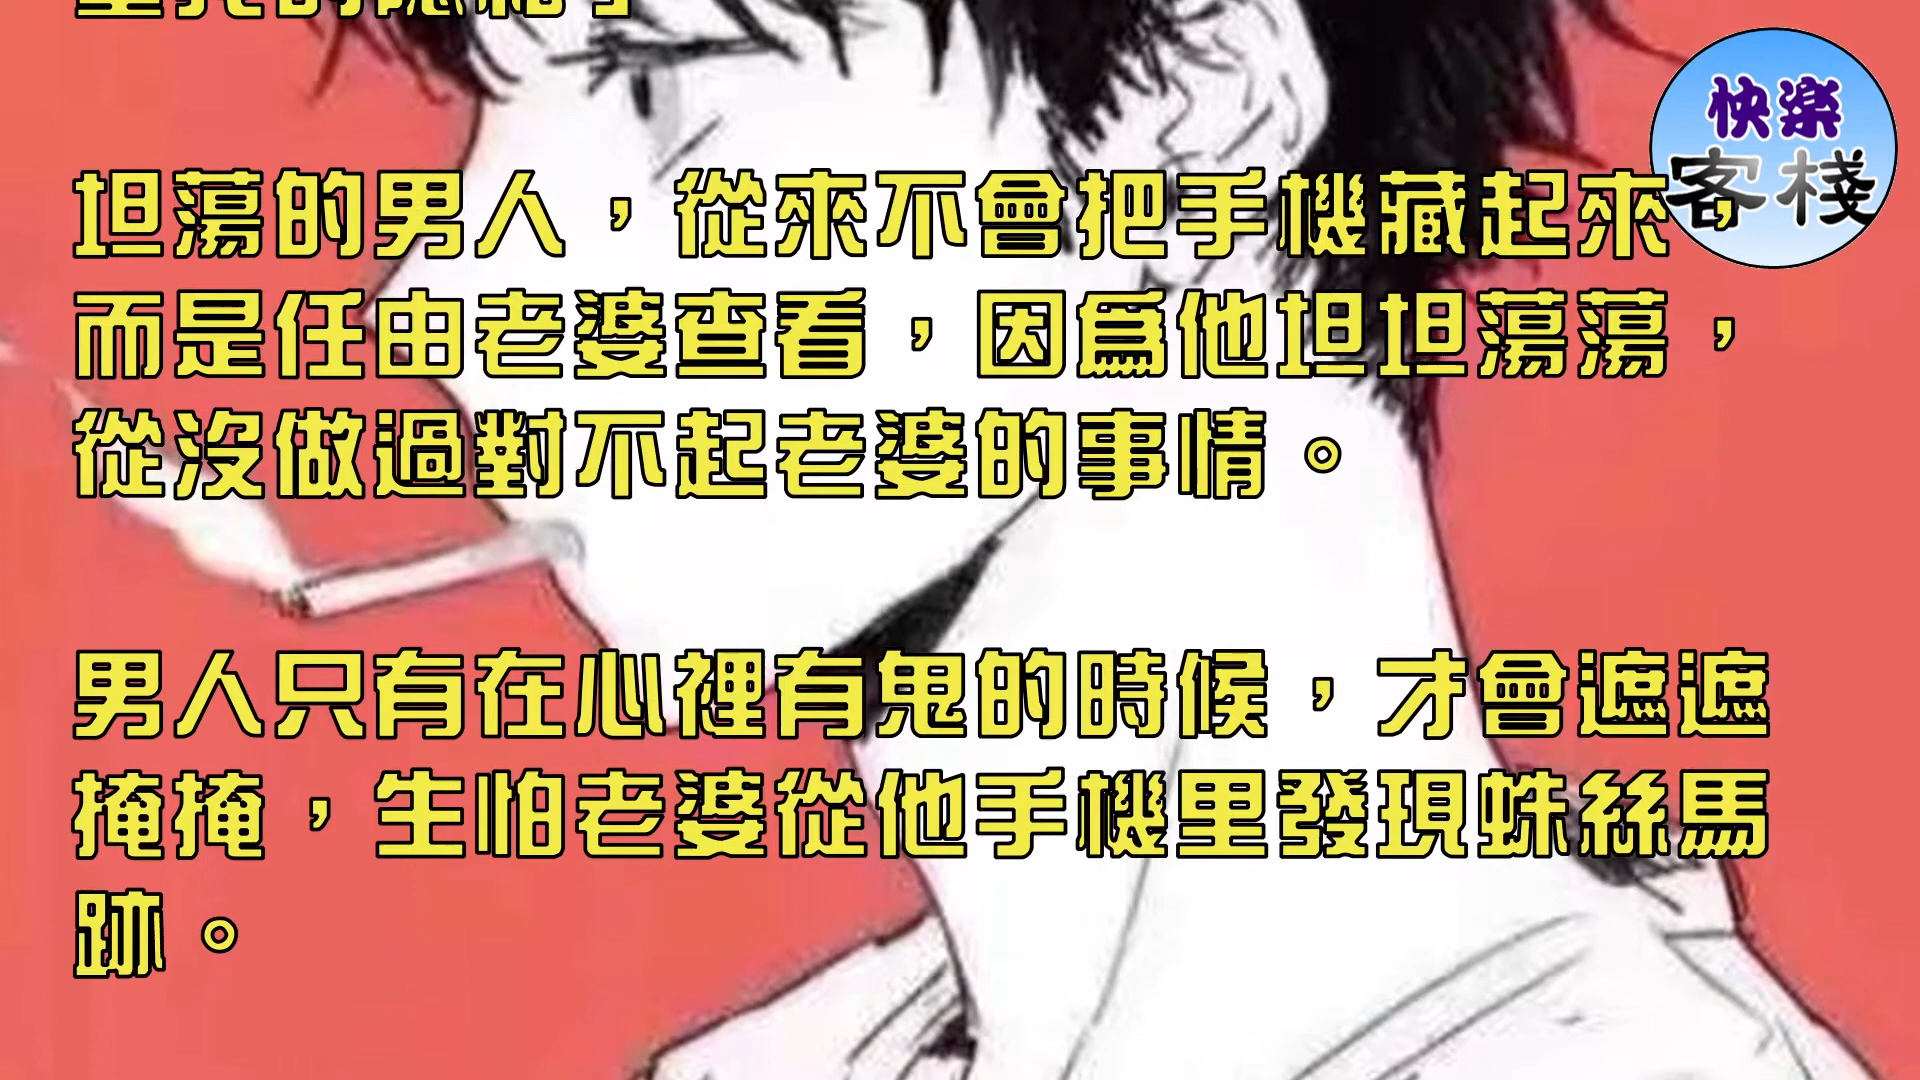 快楽
客棧
坦蕩的男人，從來不會把手機藏起來，
而是任由老婆查看，因爲他坦坦蕩蕩，
從沒做過對不起老婆的事情。
男人只有在心裡有鬼的時候，才會遮遮
掩掩，生怕老婆從他手機里發現蛛絲馬
跡。